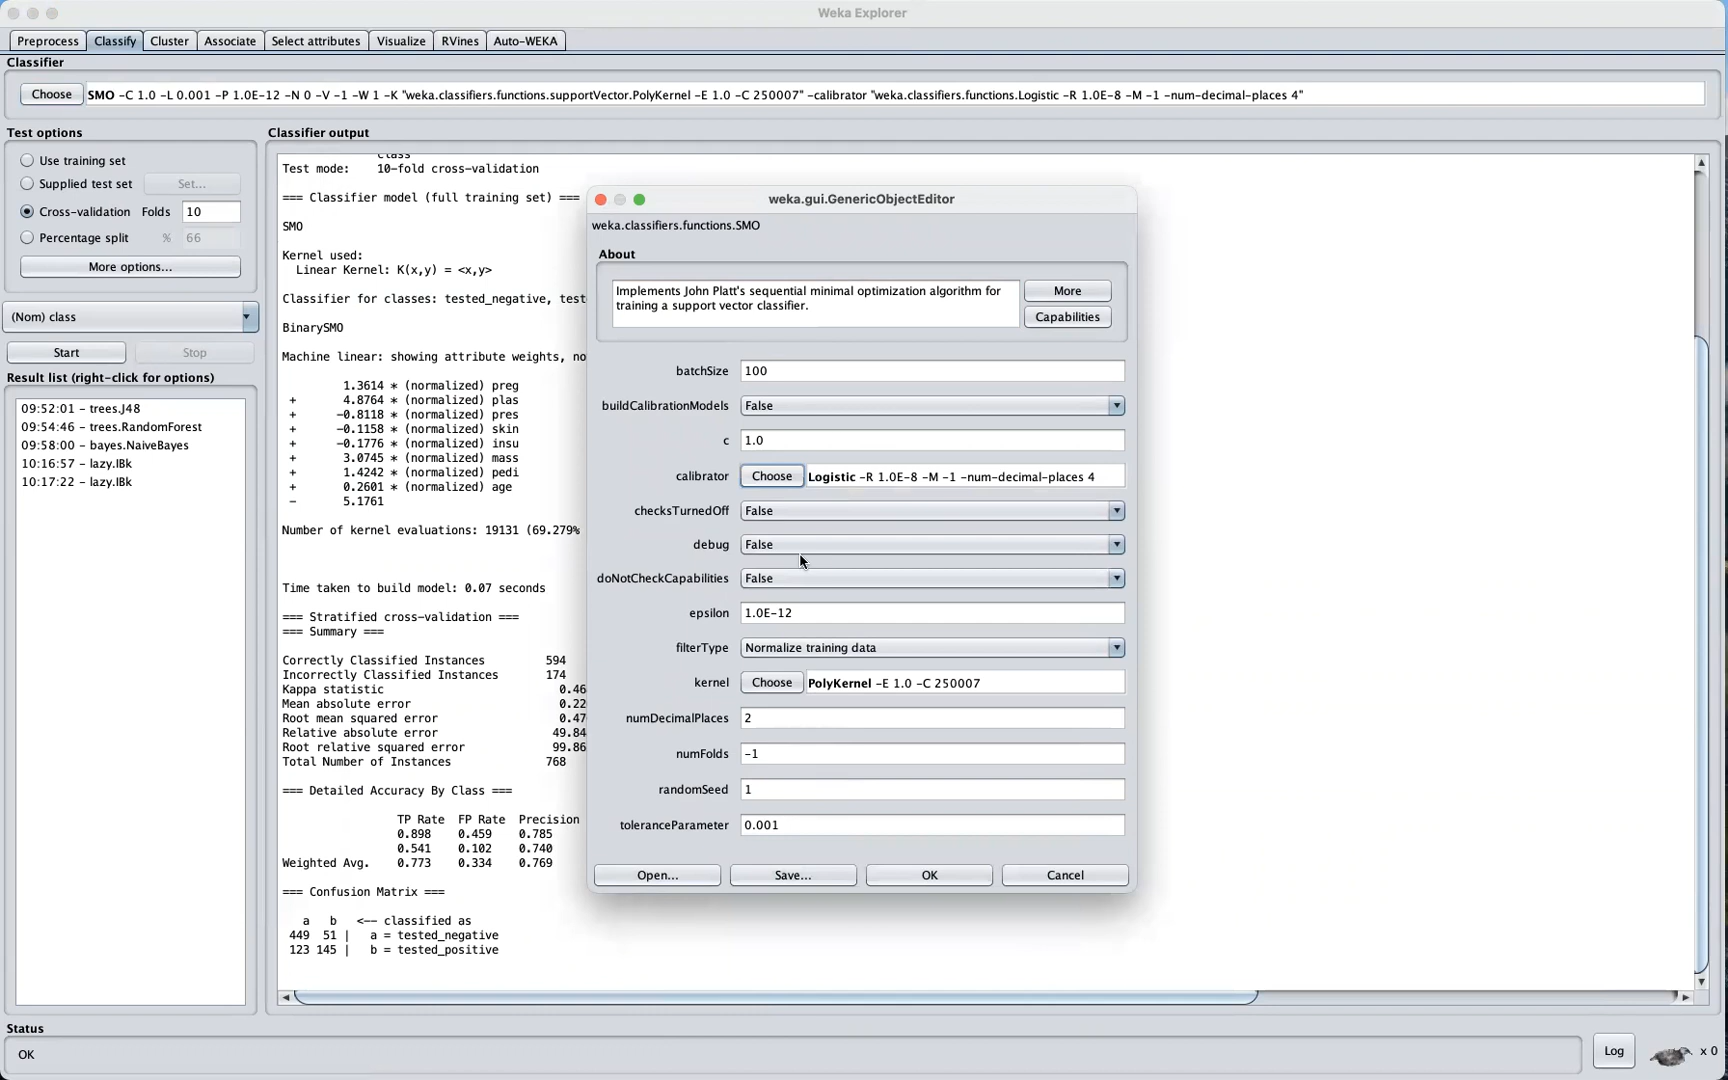 Weka Explorer
Preprocess Classify Cluster Associate Select attributes Visualize RVines Auto-WEKA
Classifier
Choose SMO -C 1.0 -L 0.001 -P 1.0E-12 -N 0 -V -1 -W 1 -K "weka.classifiers.functions.supportVector.PolyKernel -E 1.0 -C 250007" -calibrator "weka.classifiers.functions.Logistic -R 1.0E-8 -M -1 -num-decimal-places 4"
Test options
Use training set
Supplied test set Set...
Cross-validation Folds 10
Percentage split % 66
More options...
(Nom) class
Start Stop
Result list (right-click for options)
09:52:01 - trees.J48
09:54:46 - trees.RandomForest
09:58:00 - bayes.NaiveBayes
10:16:57 - lazy.IBk
10:17:22 - lazy.IBk
Classifier output
class
Test mode: 10-fold cross-validation
=== Classifier model (full training set) ===
SMO
Kernel used:
Linear Kernel: K(x,y) = <x,y>
Classifier for classes: tested_negative, test
BinarySMO
Machine linear: showing attribute weights, no
1.3614 * (normalized) preg
+ 4.8764 * (normalized) plas
+ -0.8118 * (normalized) pres
+ -0.1158 * (normalized) skin
+ -0.1776 * (normalized) insu
+ 3.0745 * (normalized) mass
+ 1.4242 * (normalized) pedi
+ 0.2601 * (normalized) age
- 5.1761
Number of kernel evaluations: 19131 (69.279%
Time taken to build model: 0.07 seconds
=== Stratified cross-validation ===
=== Summary ===
Correctly Classified Instances 594
Incorrectly Classified Instances 174
Kappa statistic 0.46
Mean absolute error 0.22
Root mean squared error 0.47
Relative absolute error 49.84
Root relative squared error 99.86
Total Number of Instances 768
=== Detailed Accuracy By Class ===
TP Rate FP Rate Precision
0.898 0.459 0.785
0.541 0.102 0.740
Weighted Avg. 0.773 0.334 0.769
=== Confusion Matrix ===
a b <-- classified as
449 51 | a = tested_negative
123 145 | b = tested_positive
weka.gui.GenericObjectEditor
weka.classifiers.functions.SMO
About
Implements John Platt's sequential minimal optimization algorithm for
training a support vector classifier.
More
Capabilities
batchSize 100
buildCalibrationModels False
c 1.0
calibrator Choose Logistic -R 1.0E-8 -M -1 -num-decimal-places 4
checksTurnedOff False
debug False
doNotCheckCapabilities False
epsilon 1.0E-12
filterType Normalize training data
kernel Choose PolyKernel -E 1.0 -C 250007
numDecimalPlaces 2
numFolds -1
randomSeed 1
toleranceParameter 0.001
Open... Save... OK Cancel
Status
OK
Log x 0